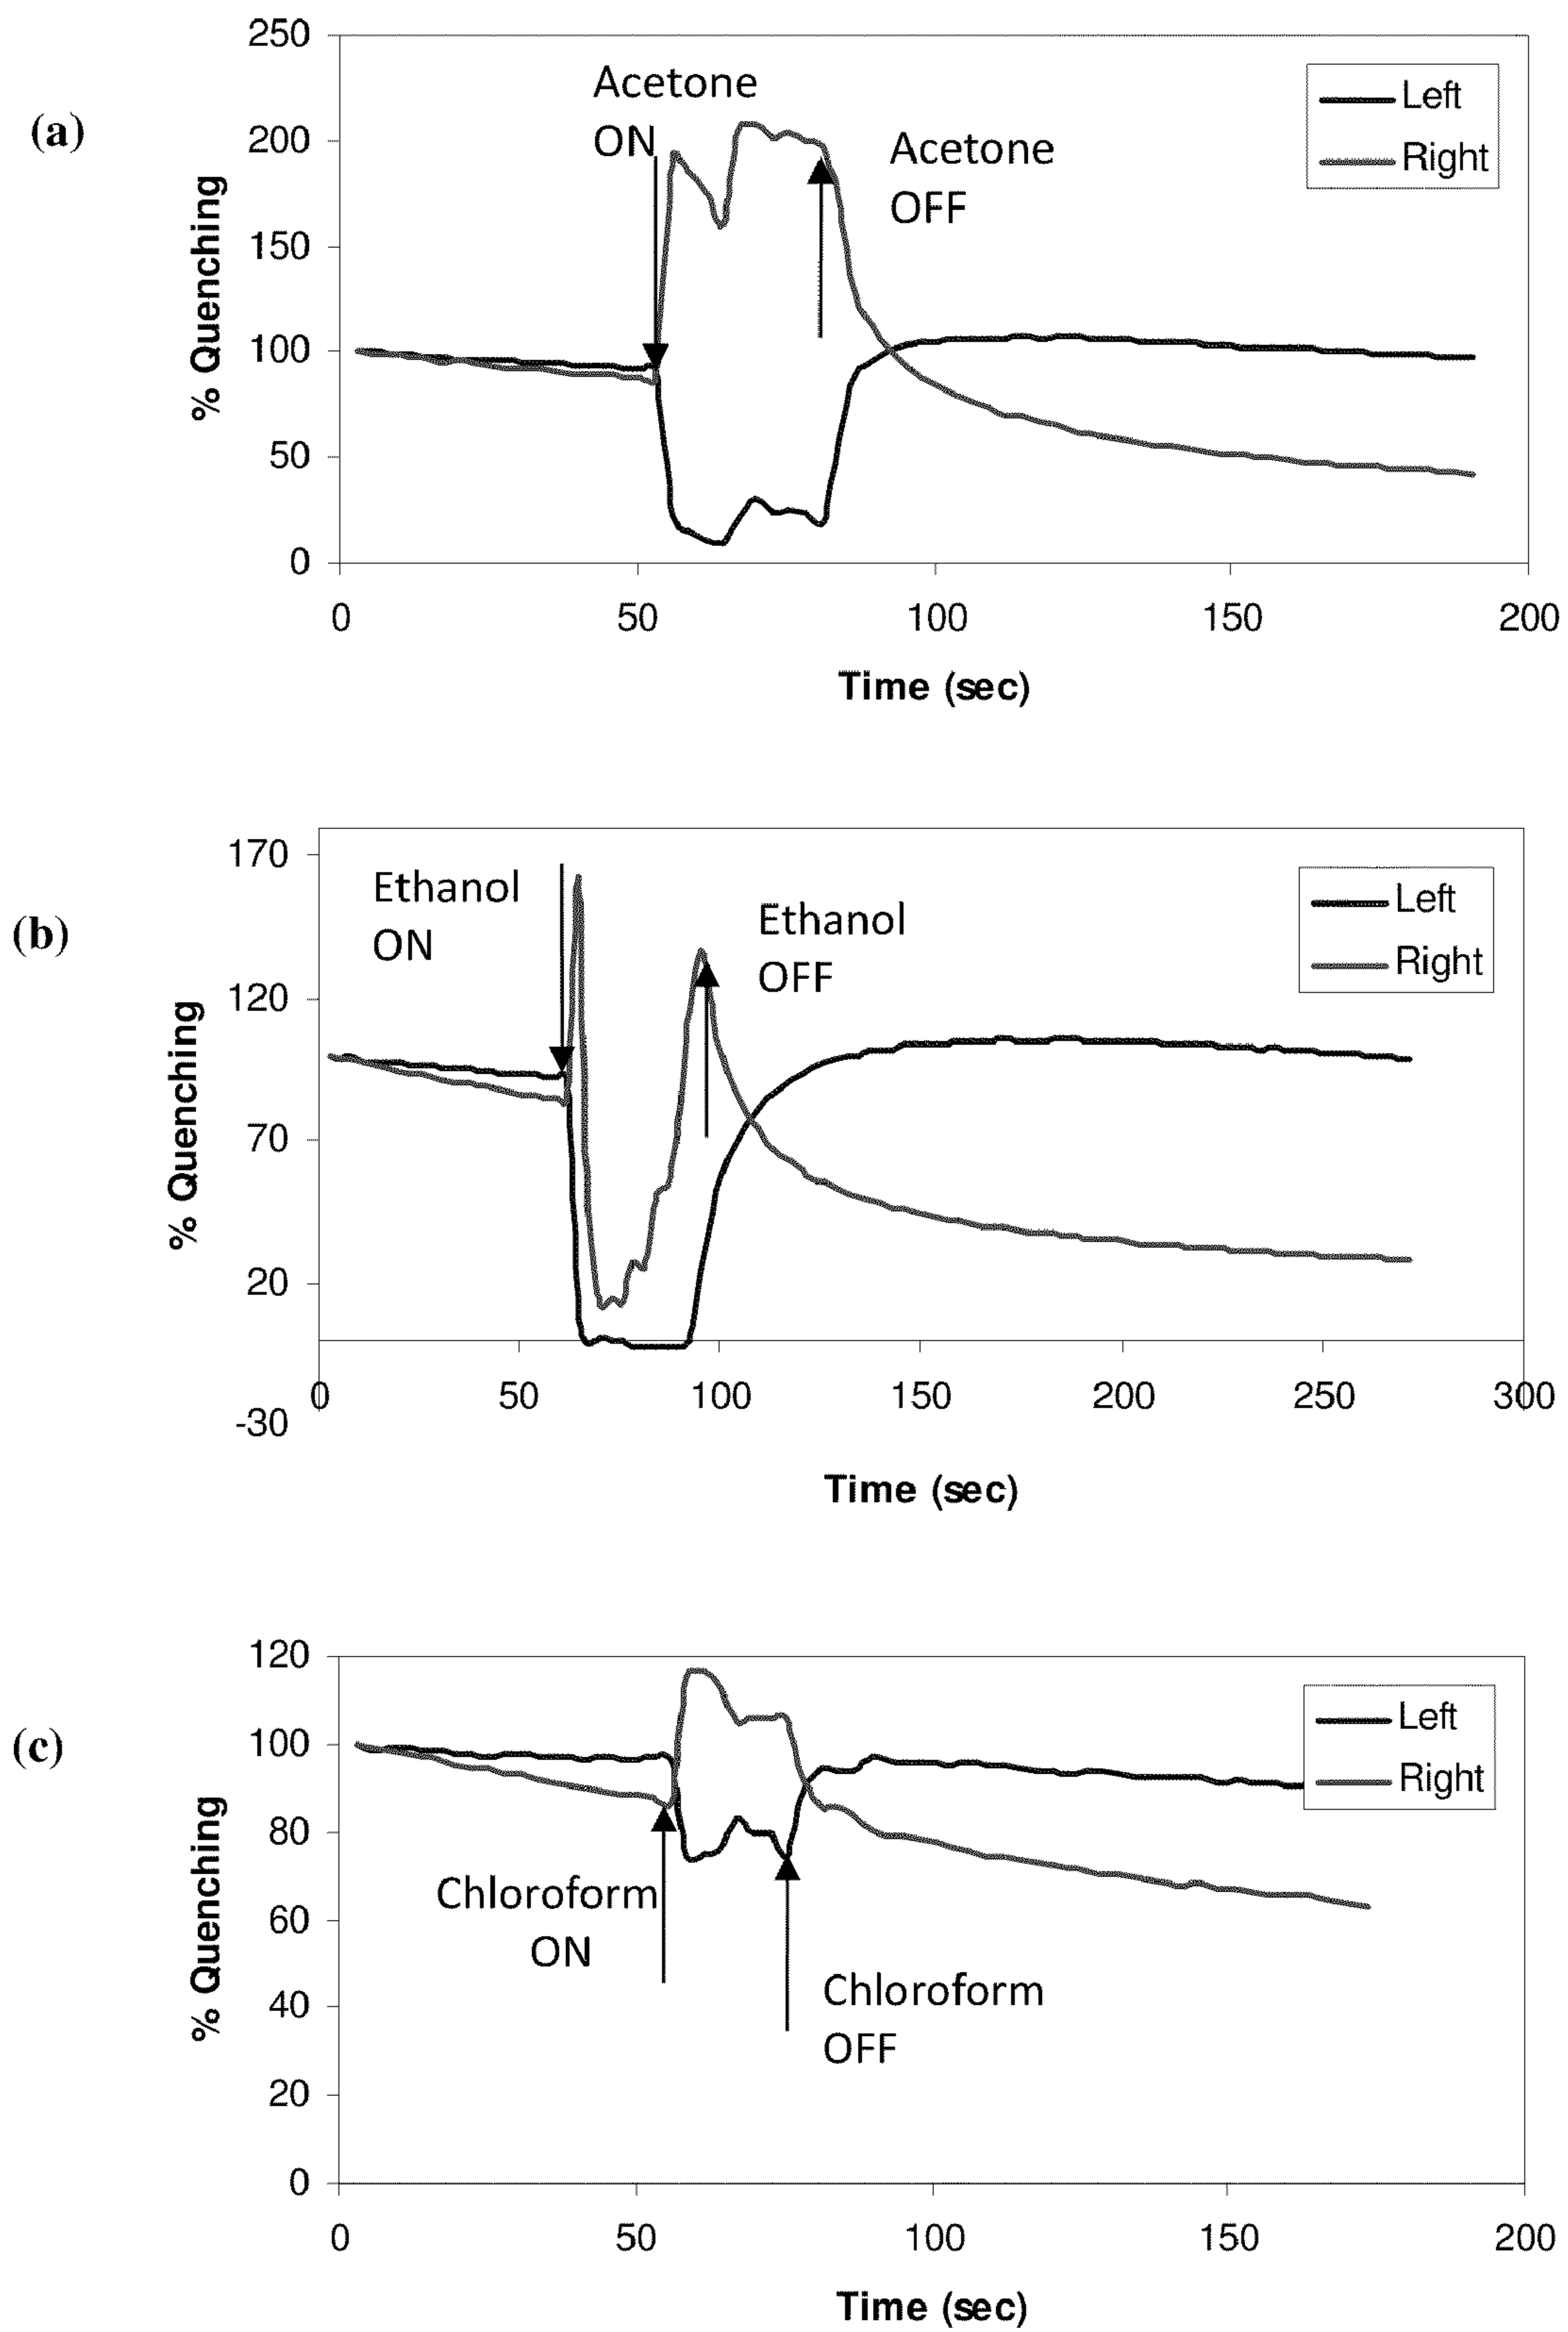 (a)
250
200
150
100
50
0
% Quenching
Acetone
ON
Acetone
OFF
Left
Right
0 50 100 150 200
Time (sec)
(b)
170
120
70
20
-30
% Quenching
Ethanol
ON
Ethanol
OFF
Left
Right
0 50 100 150 200 250 300
Time (sec)
(c)
120
100
80
60
40
20
0
% Quenching
Chloroform
ON
Chloroform
OFF
Left
Right
0 50 100 150 200
Time (sec)